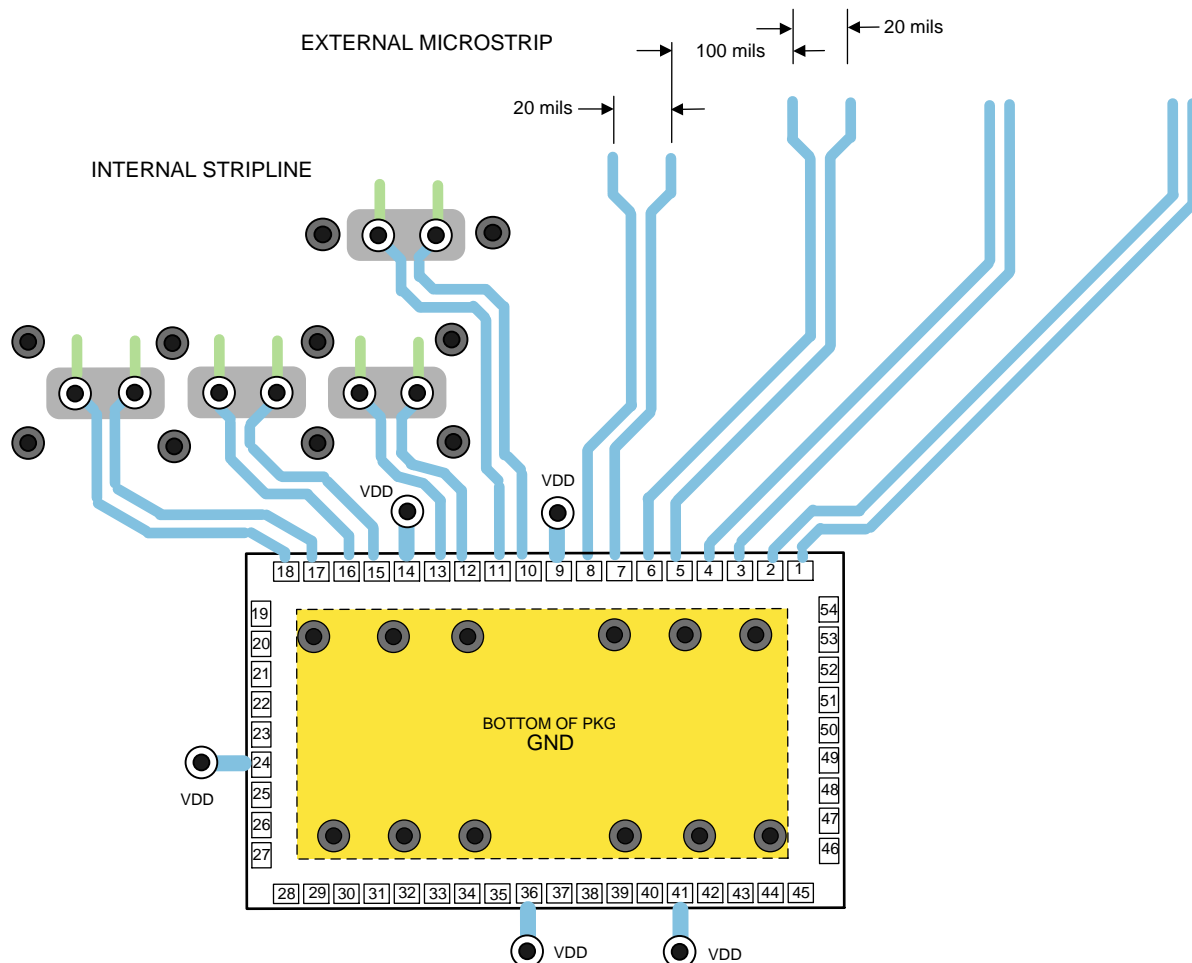 20 mils
EXTERNAL MICROSTRIP
100 mils
20 mils
INTERNAL STRIPLINE
VDD
VDD
18 17 16 15 14 13 12 11 10 9 8 7 6 5 4 3 2 1
19
20
21
22
23
24
25
26
27
54
53
52
51
50
49
48
47
46
BOTTOM OF PKG
GND
VDD
28 29 30 31 32 33 34 35 36 37 38 39 40 41 42 43 44 45
VDD
VDD